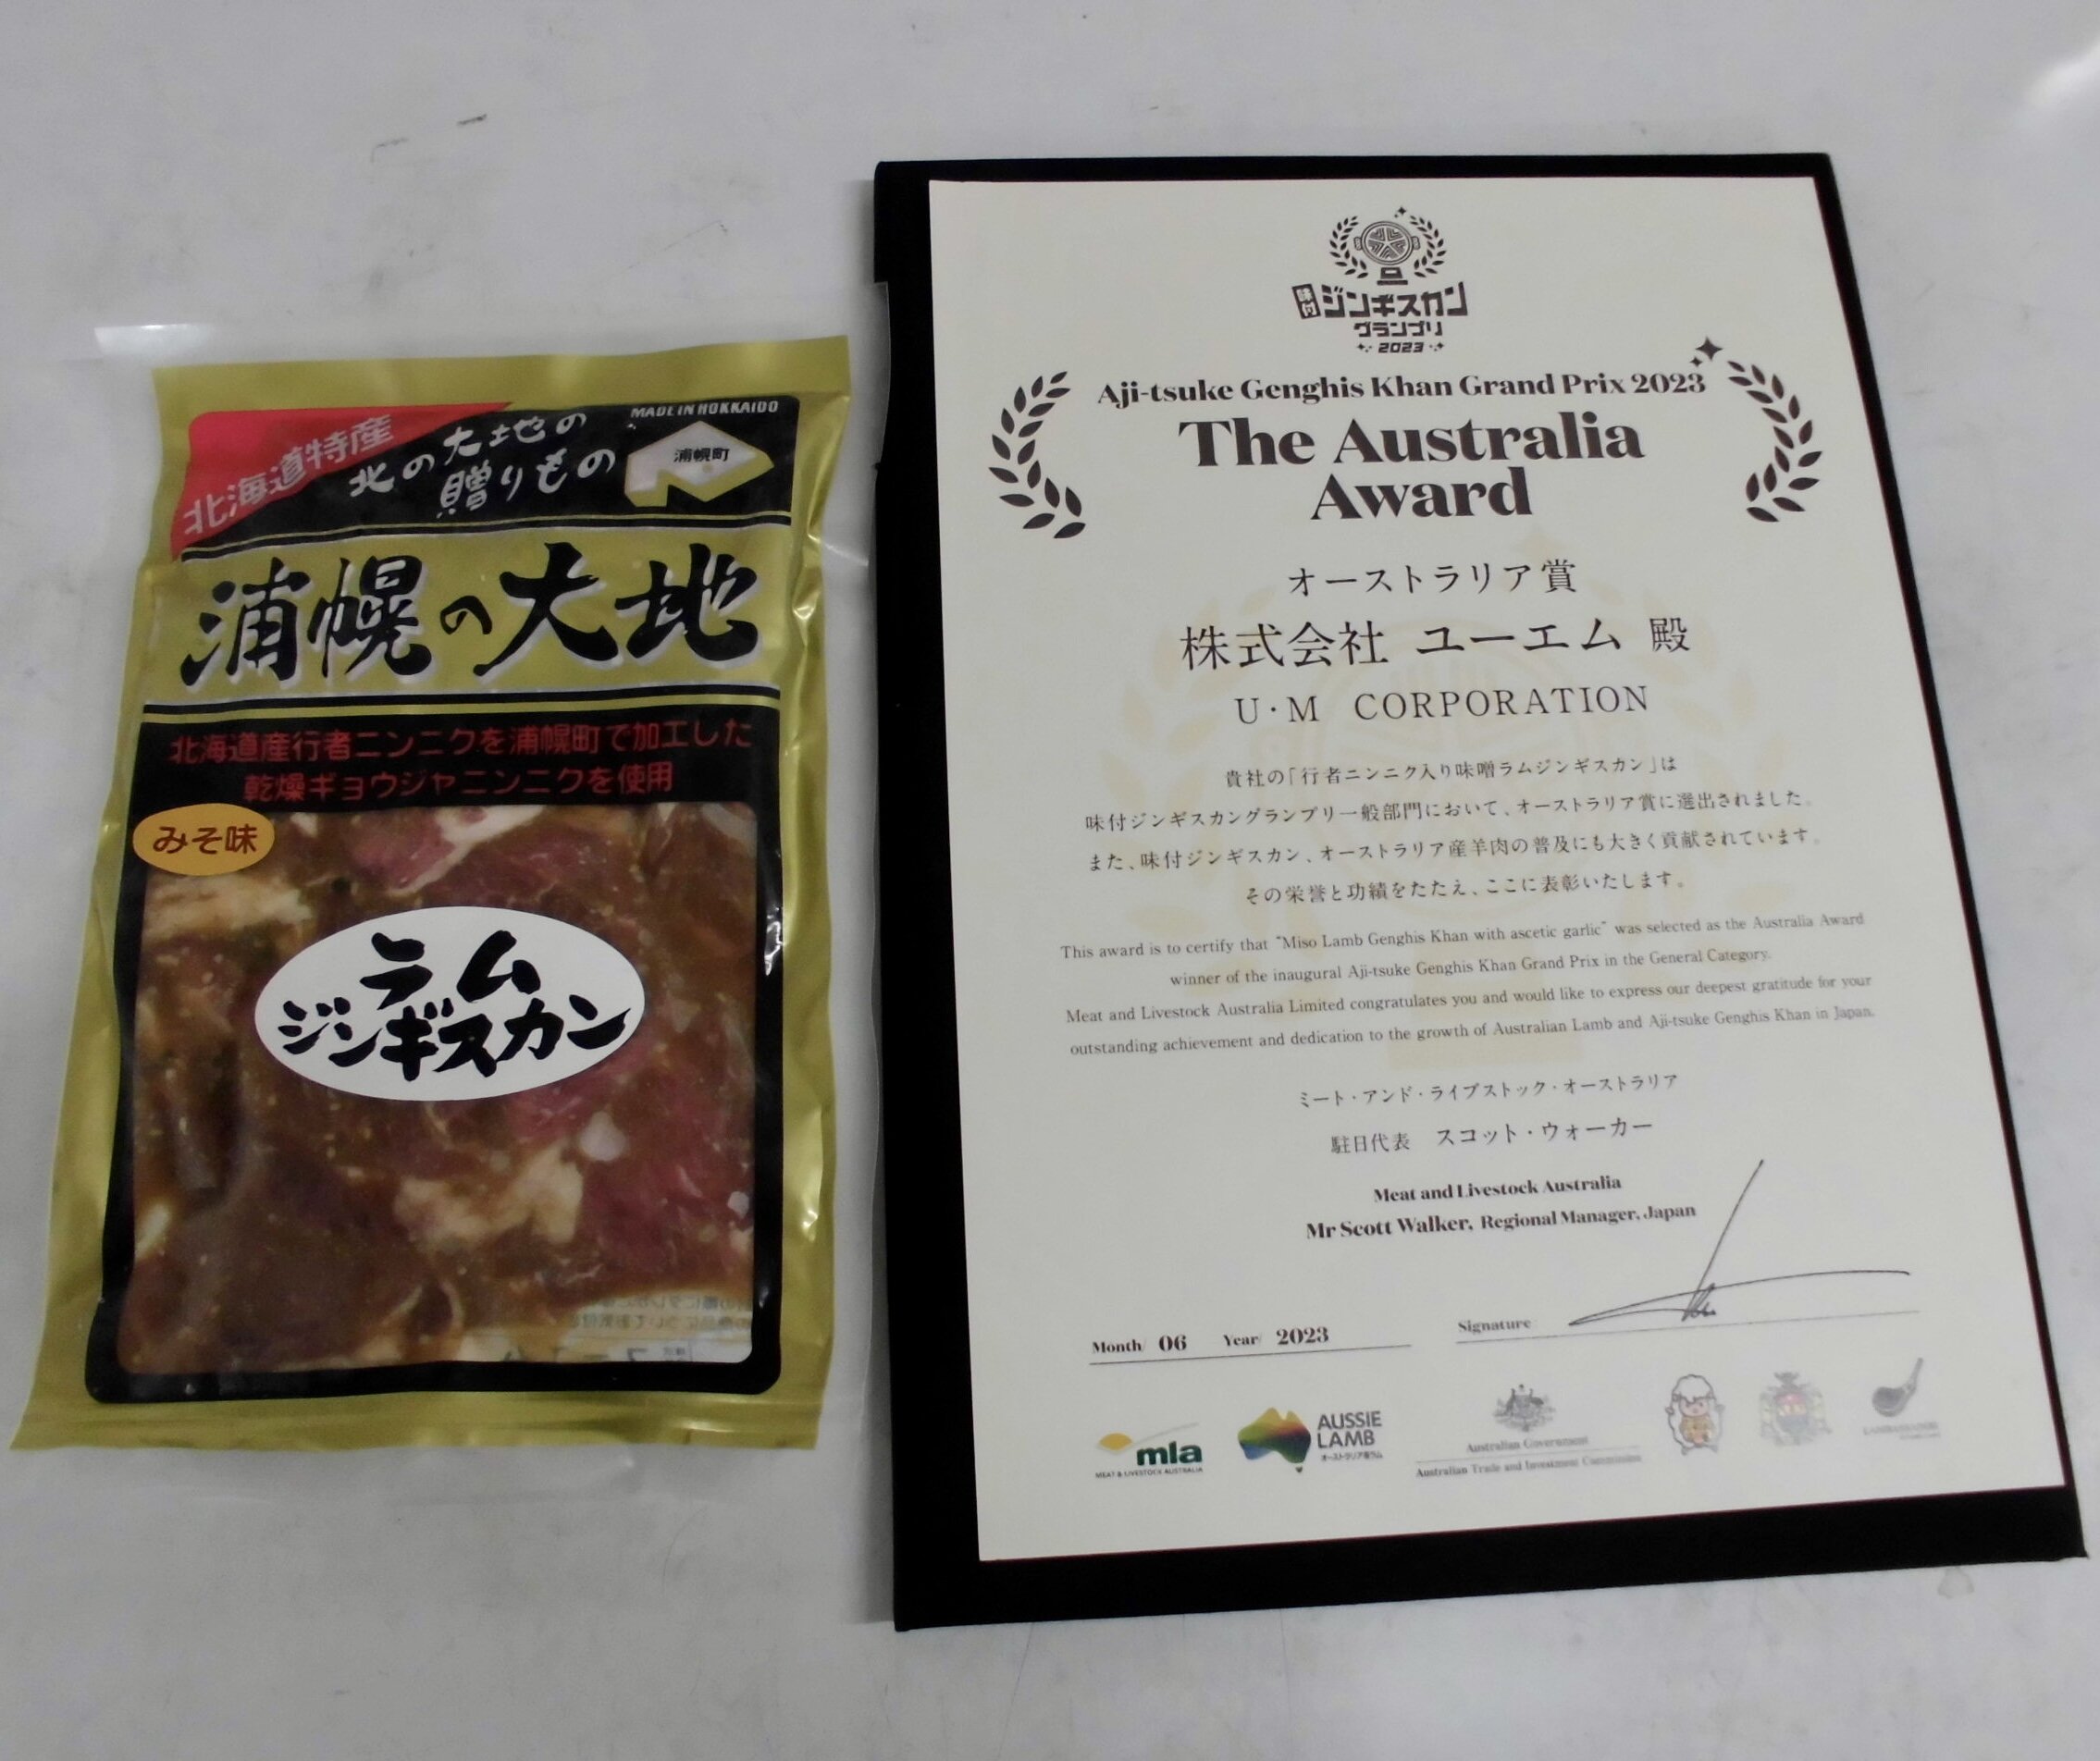 北海道特産
北の大地の
贈りもの
MADE IN HOKKAIDO
浦幌町
浦幌の大地
北海道産行者ニンニクを浦幌町で加工した
乾燥ギョウジャニンニクを使用
みそ味
ラム
ジンギスカン
味付ジンギスカン
グランプリ
2023
Aji-tsuke Genghis Khan Grand Prix 2023
The Australia
Award
オーストラリア賞
株式会社 ユーエム 殿
U・M CORPORATION
貴社の「行者ニンニク入り味噌ラムジンギスカン」は
味付ジンギスカングランプリ一般部門において、オーストラリア賞に選出されました。
また、味付ジンギスカン、オーストラリア産羊肉の普及にも大きく貢献されています。
その栄誉と功績をたたえ、ここに表彰いたします。
This award is to certify that "Miso Lamb Genghis Khan with ascetic garlic" was selected as the Australia Award
winner of the inaugural Aji-tsuke Genghis Khan Grand Prix in the General Category.
Meat and Livestock Australia Limited congratulates you and would like to express our deepest gratitude for your
outstanding achievement and dedication to the growth of Australian Lamb and Aji-tsuke Genghis Khan in Japan.
ミート・アンド・ライブストック・オーストラリア
駐日代表 スコット・ウォーカー
Meat and Livestock Australia
Mr Scott Walker, Regional Manager, Japan
Month/ 06 Year/ 2023
Signature
mla
MEAT & LIVESTOCK AUSTRALIA
AUSSIE
LAMB
オーストラリア産ラム
Australian Government
Australian Trade and Investment Commission